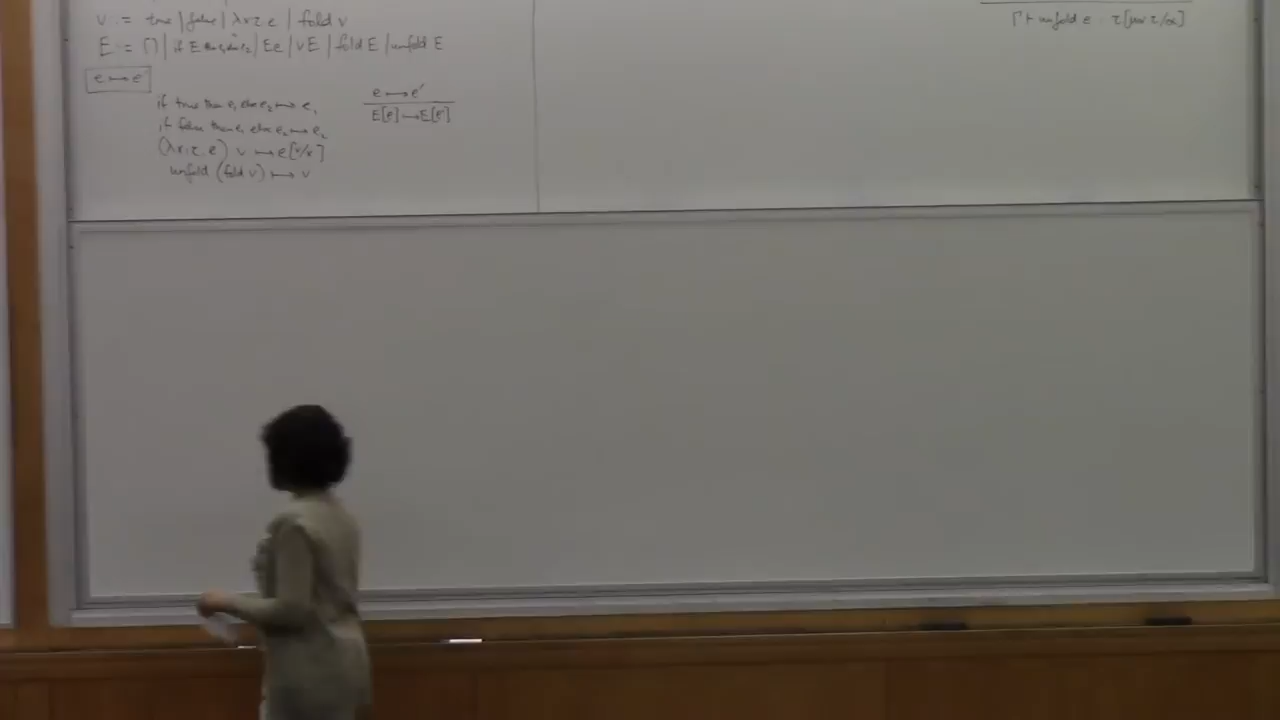 v := true | false | λx:τ.e | fold v
E := [] | if E then e₁ else e₂ | E e | v E | fold E | unfold E
e ↦ e'
if true then e₁ else e₂ ↦ e₁
if false then e₁ else e₂ ↦ e₂
(λx:τ. e) v ↦ e[v/x]
unfold (fold v) ↦ v
e ↦ e'
E[e] ↦ E[e']
Γ ⊢ unfold e : τ[μα.τ/α]